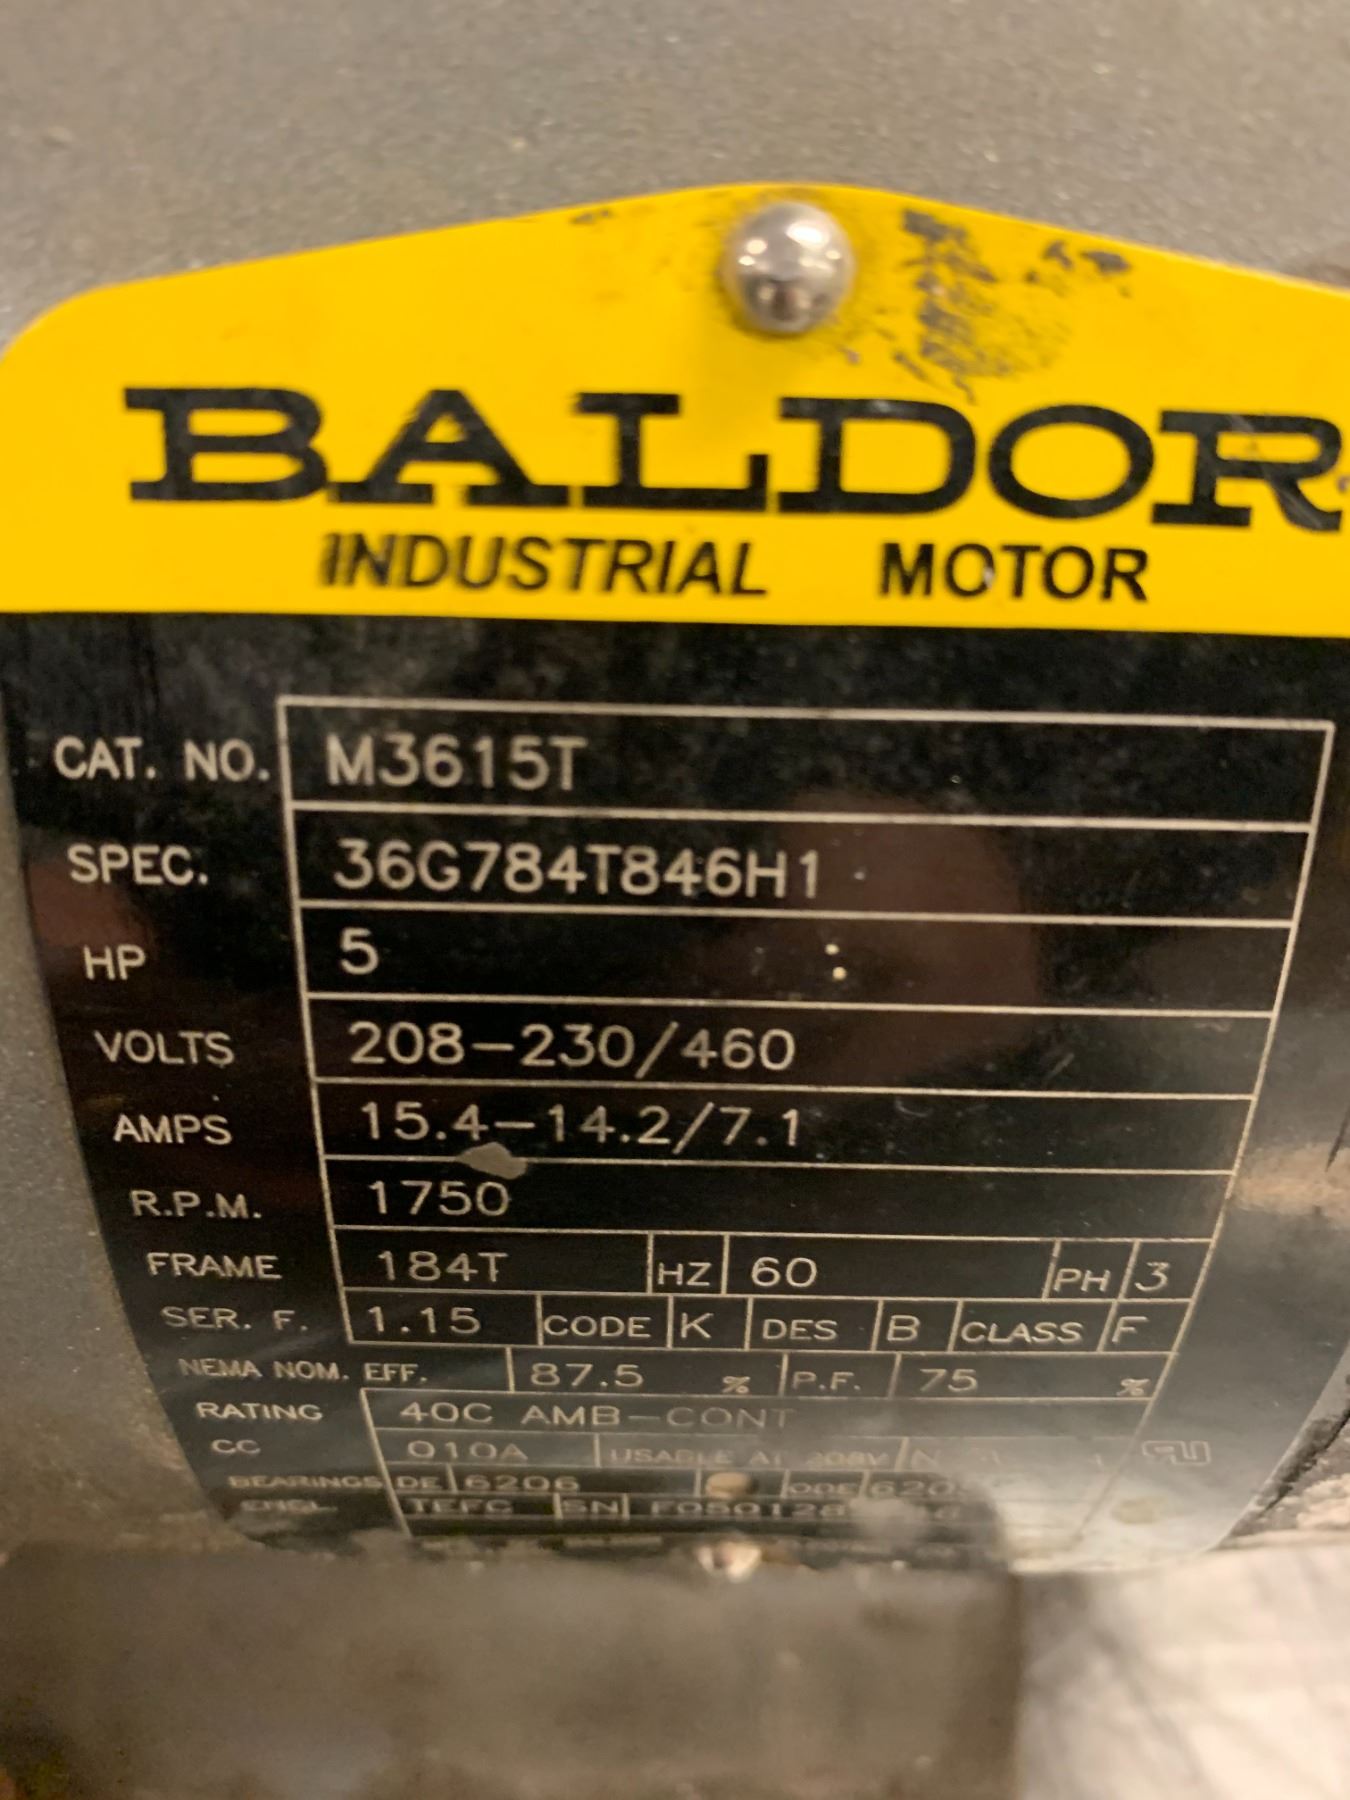 BALDOR
INDUSTRIAL MOTOR
CAT. NO. M3615T
SPEC. 36G784T846H1
HP 5
VOLTS 208-230/460
AMPS 15.4-14.2/7.1
R.P.M. 1750
FRAME 184T HZ 60 PH 3
SER. F. 1.15 CODE K DES B CLASS F
NEMA NOM. EFF. 87.5 % P.F. 75 %
RATING 40C AMB-CONT
CC 010A USABLE AT 208V
BEARINGS DE 6206 ODE
ENCL. TEFC SN